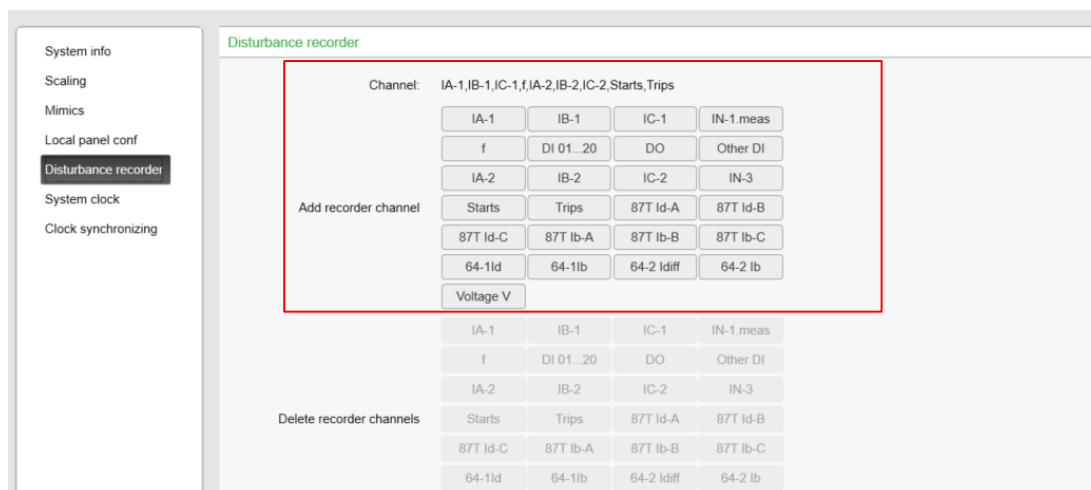 Disturbance recorder
System info
Scaling
Mimics
Local panel conf
Disturbance recorder
System clock
Clock synchronizing
Channel: IA-1,IB-1,IC-1,f,IA-2,IB-2,IC-2,Starts,Trips
Add recorder channel
IA-1 IB-1 IC-1 IN-1.meas
f DI 01...20 DO Other DI
IA-2 IB-2 IC-2 IN-3
Starts Trips 87T Id-A 87T Id-B
87T Id-C 87T Ib-A 87T Ib-B 87T Ib-C
64-1Id 64-1Ib 64-2 Idiff 64-2 Ib
Voltage V
Delete recorder channels
IA-1 IB-1 IC-1 IN-1.meas
f DI 01...20 DO Other DI
IA-2 IB-2 IC-2 IN-3
Starts Trips 87T Id-A 87T Id-B
87T Id-C 87T Ib-A 87T Ib-B 87T Ib-C
64-1Id 64-1Ib 64-2 Idiff 64-2 Ib